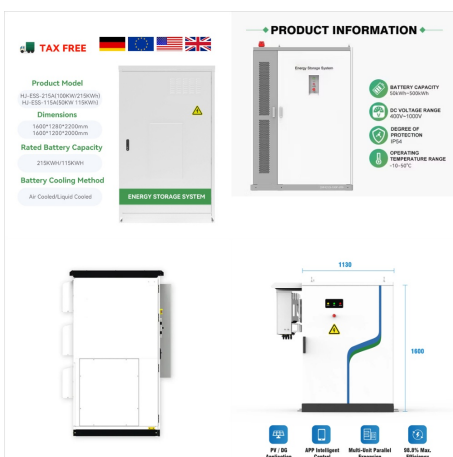 TAX FREE
Product Model
HJ-ESS-215A(100KW/215KWh)
HJ-ESS-115A(50KW 115KWh)
Dimensions
1600*1280*2200mm
1600*1200*2000mm
Rated Battery Capacity
215KWH/115KWH
Battery Cooling Method
Air Cooled/Liquid Cooled
ENERGY STORAGE SYSTEM
PRODUCT INFORMATION
Energy Storage System
BATTERY CAPACITY
50kWh~500kWh
DC VOLTAGE RANGE
400V~1000V
DEGREE OF
PROTECTION
IP54
OPERATING
TEMPERATURE RANGE
-10-50°C
1130
1600
PV / DG
Application
APP Intelligent
Control
Multi-Unit Parallel
Expansion
98.8% Max.
Efficiency